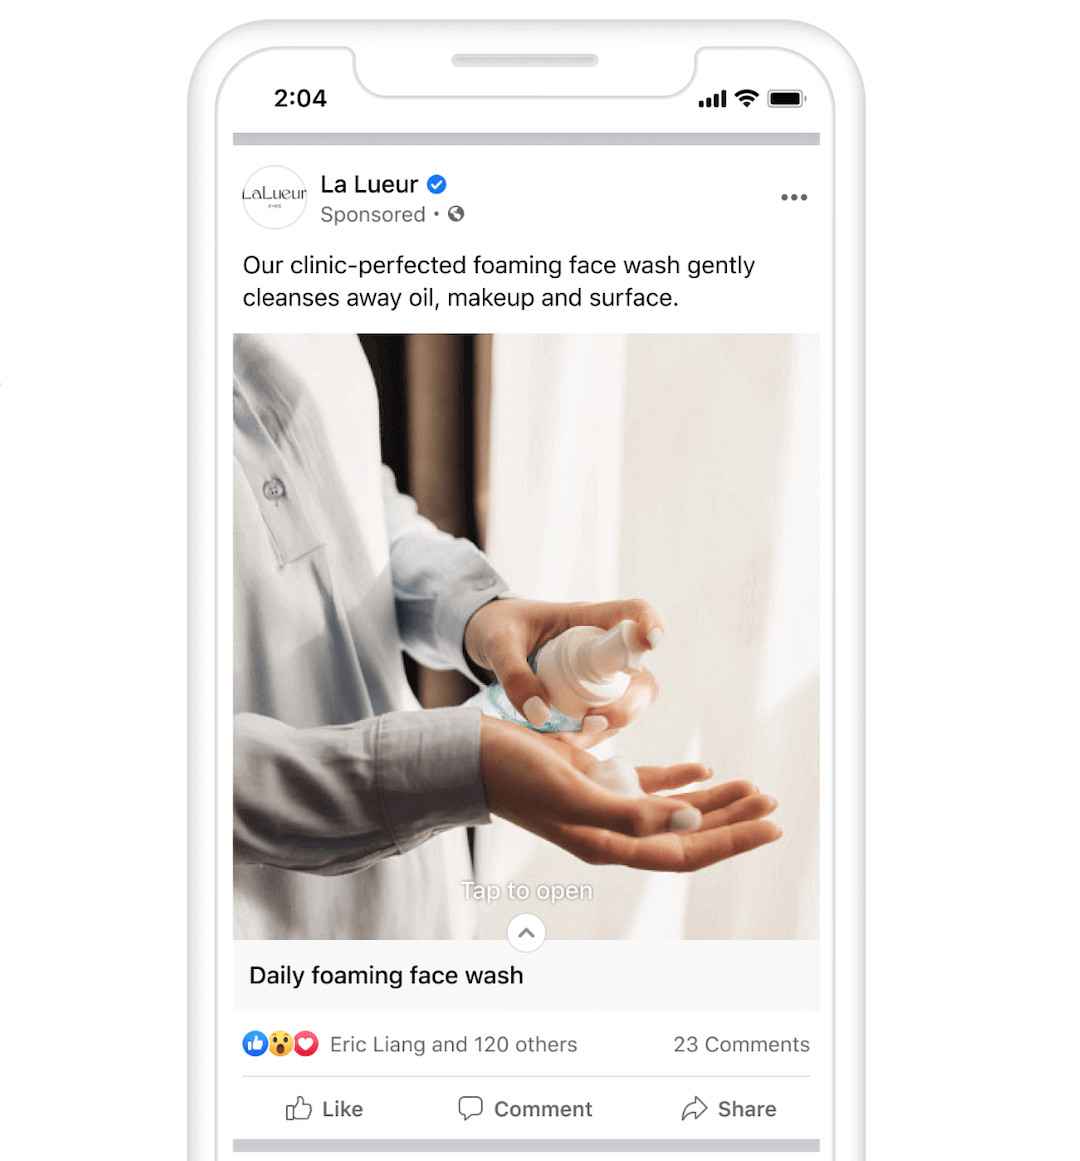 2:04
LaLueur
La Lueur
Sponsored •
Our clinic-perfected foaming face wash gently
cleanses away oil, makeup and surface.
Tap to open
Daily foaming face wash
Eric Liang and 120 others
23 Comments
Like
Comment
Share